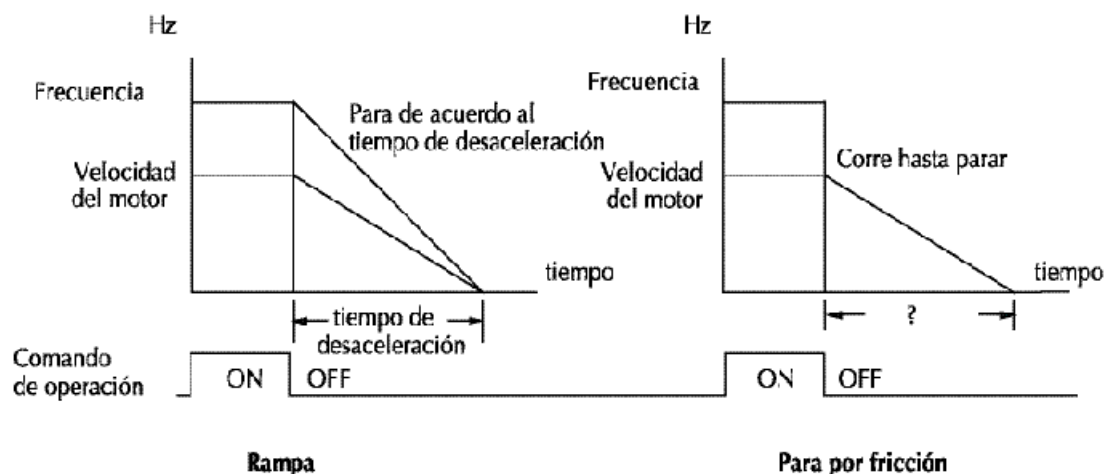 Hz
Frecuencia
Para de acuerdo al
tiempo de desaceleración
Velocidad
del motor
tiempo
tiempo de
desaceleración
Comando
de operación
ON
OFF
Rampa
Hz
Frecuencia
Corre hasta parar
Velocidad
del motor
tiempo
?
ON
OFF
Para por fricción